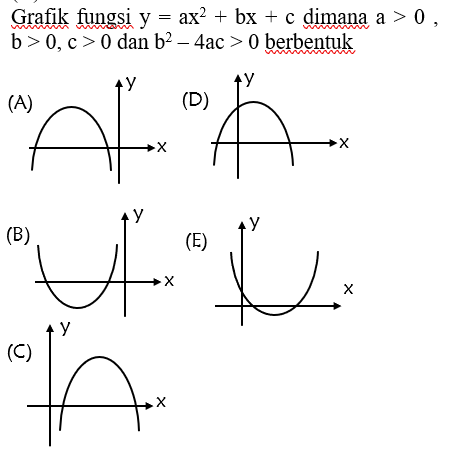 Grafik fungsi y = ax² + bx + c dimana a > 0 ,
b > 0, c > 0 dan b² – 4ac > 0 berbentuk
(A)
y
x
(D)
y
x
(B)
y
x
(E)
y
x
(C)
y
x